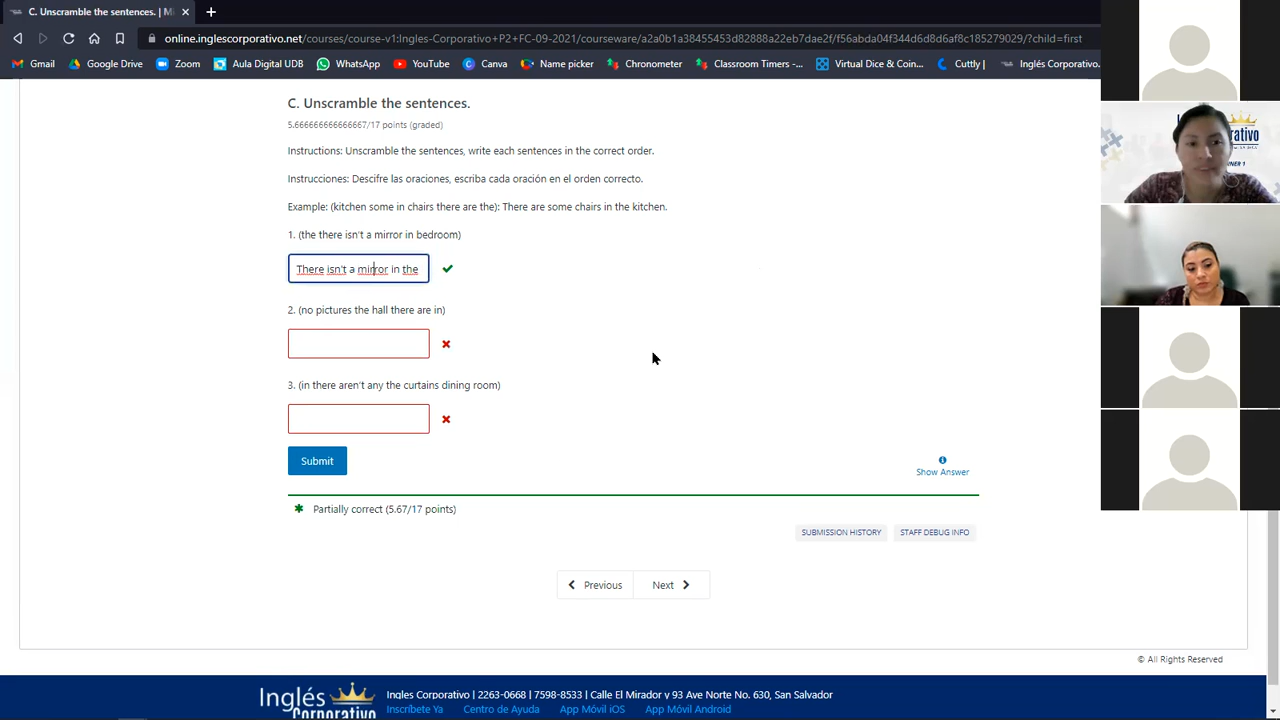 C. Unscramble the sentences. | Mi
online.inglescorporativo.net/courses/course-v1:Ingles-Corporativo+P2+FC-09-2021/courseware/a2a0b1a38455453d82888a22eb7dae2f/f56abda04f344d6d8d6af8c185279029/?child=first
Gmail Google Drive Zoom Aula Digital UDB WhatsApp YouTube Canva Name picker Chronometer Classroom Timer -... Virtual Dice & Coin... Cuttly | Inglés Corporativo.
C. Unscramble the sentences.
5.666666666666667/17 points (graded)
Instructions: Unscramble the sentences, write each sentences in the correct order.
Instrucciones: Descifre las oraciones, escriba cada oración en el orden correcto.
Example: (kitchen some in chairs there are the): There are some chairs in the kitchen.
1. (the there isn't a mirror in bedroom)
There isn't a mirror in the
2. (no pictures the hall there are in)
3. (in there aren't any the curtains dining room)
Submit
Show Answer
Partially correct (5.67/17 points)
SUBMISSION HISTORY STAFF DEBUG INFO
Previous Next
© All Rights Reserved
Inglés Corporativo
Ingles Corporativo | 2263-0668 | 7598-8533 | Calle El Mirador y 93 Ave Norte No. 630, San Salvador
Inscríbete Ya Centro de Ayuda App Móvil iOS App Móvil Android